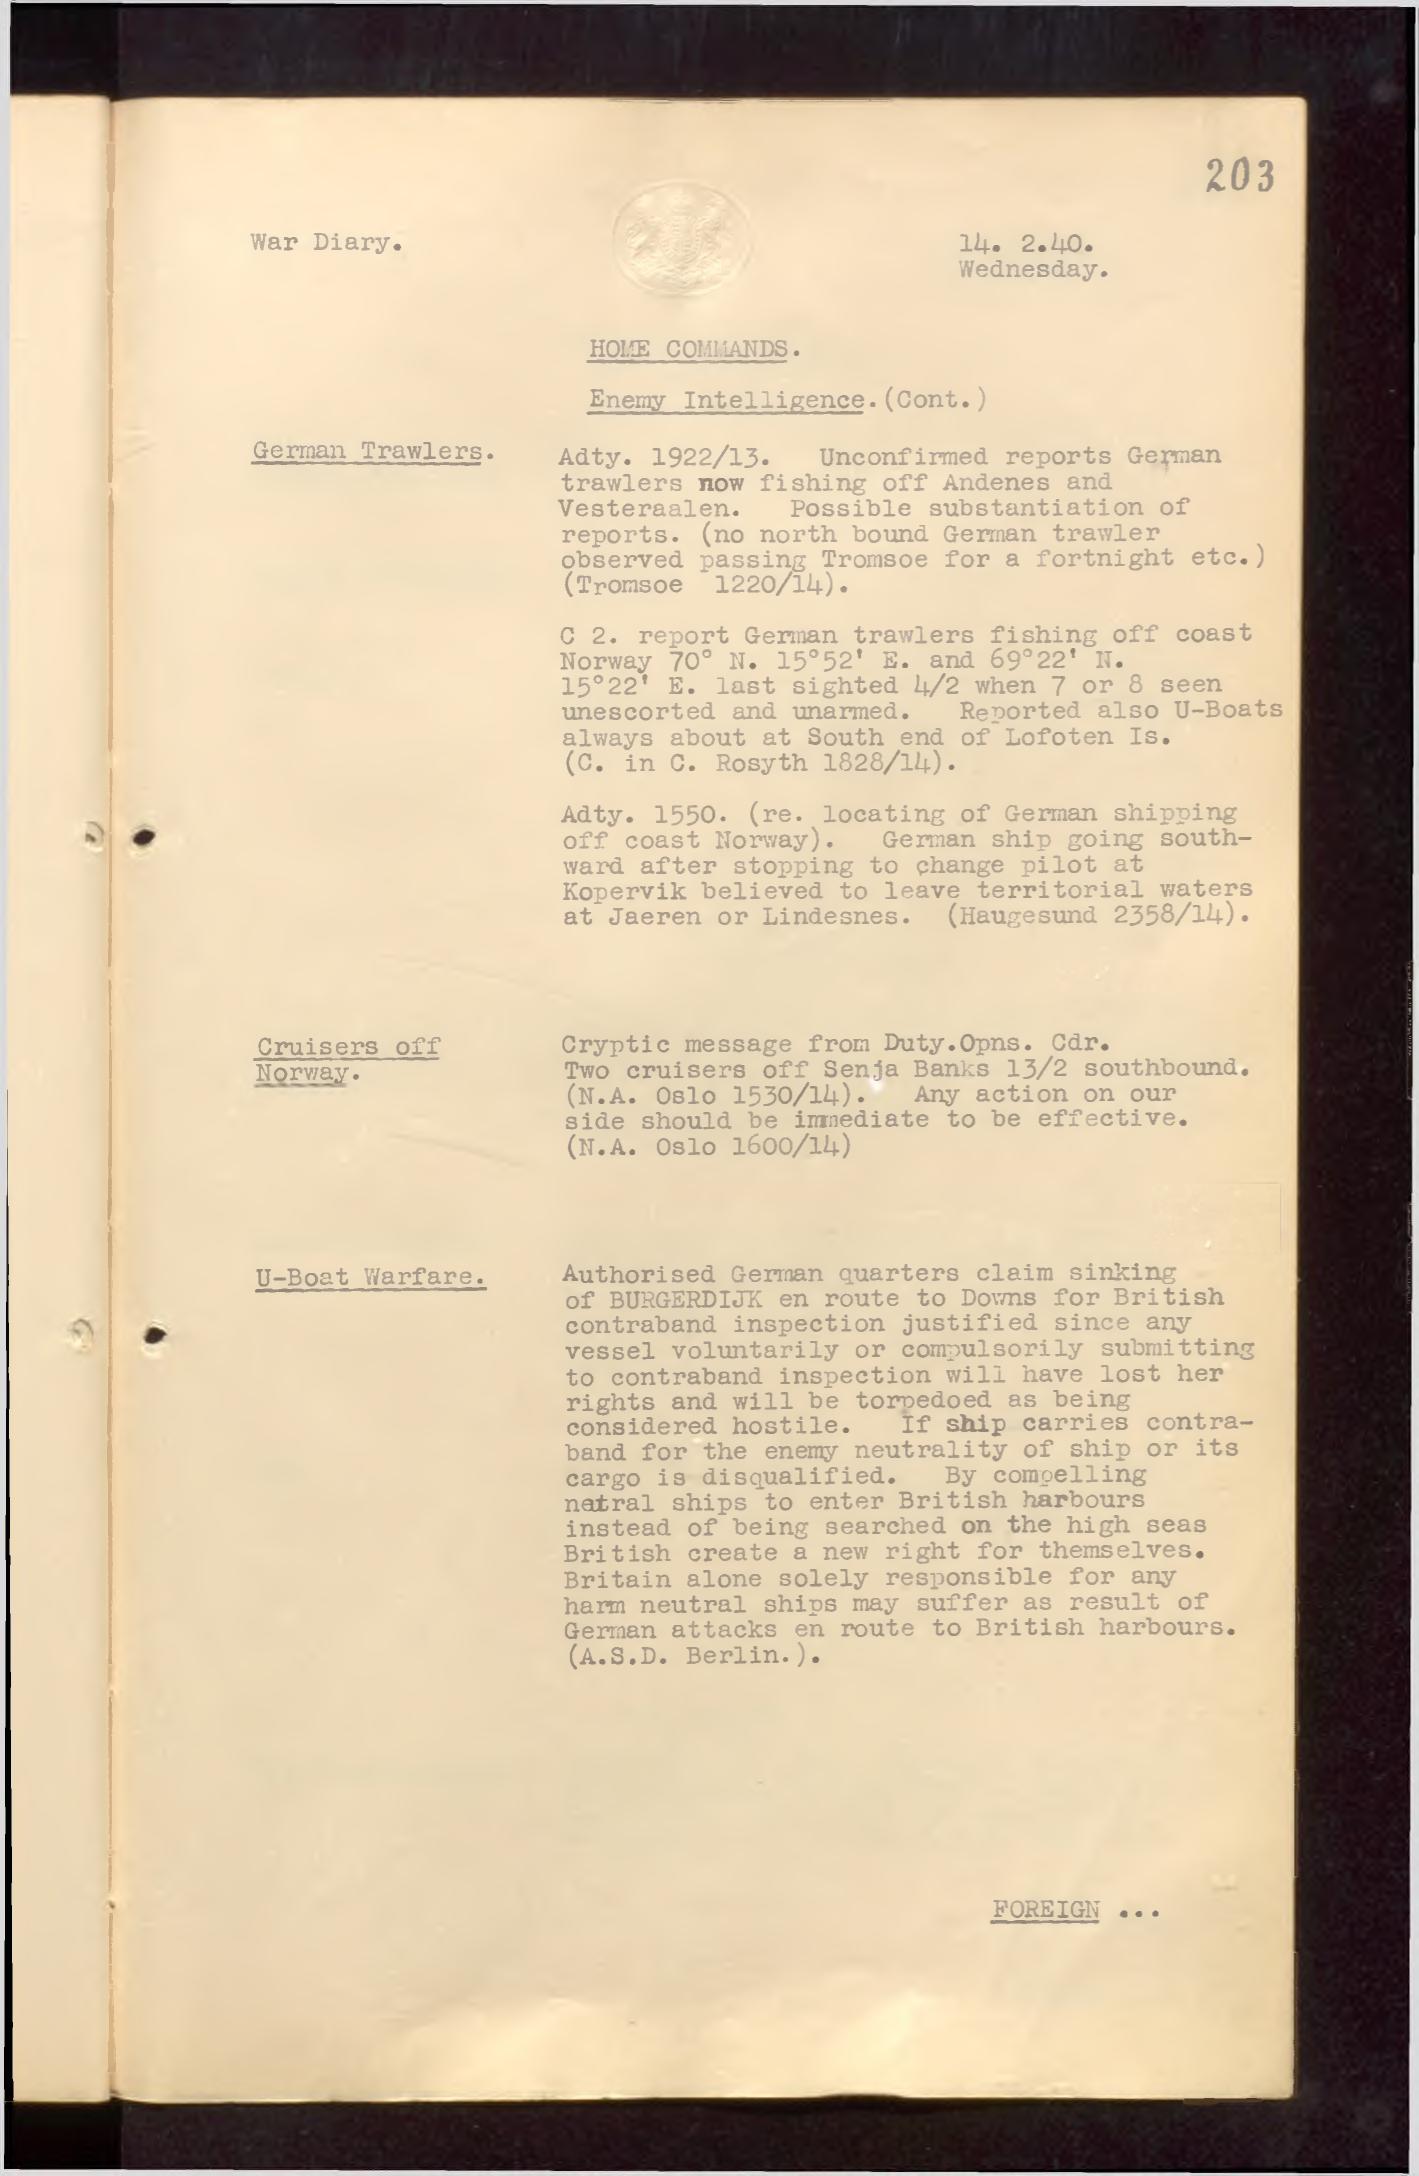 203
War Diary.
14. 2.40.
Wednesday.
HOME COMMANDS.
Enemy Intelligence.(Cont.)
German Trawlers.
Adty. 1922/13. Unconfirmed reports German
trawlers now fishing off Andenes and
Vesteraalen. Possible substantiation of
reports. (no north bound German trawler
observed passing Tromsoe for a fortnight etc.)
(Tromsoe 1220/14).
C 2. report German trawlers fishing off coast
Norway 70° N. 15°52' E. and 69°22' N.
15°22' E. last sighted 4/2 when 7 or 8 seen
unescorted and unarmed. Reported also U-Boats
always about at South end of Lofoten Is.
(C. in C. Rosyth 1828/14).
Adty. 1550. (re. locating of German shipping
off coast Norway). German ship going south-
ward after stopping to change pilot at
Kopervik believed to leave territorial waters
at Jaeren or Lindesnes. (Haugesund 2358/14).
Cruisers off
Norway.
Cryptic message from Duty.Opns. Cdr.
Two cruisers off Senja Banks 13/2 southbound.
(N.A. Oslo 1530/14). Any action on our
side should be immediate to be effective.
(N.A. Oslo 1600/14)
U-Boat Warfare.
Authorised German quarters claim sinking
of BURGERDIJK en route to Downs for British
contraband inspection justified since any
vessel voluntarily or compulsorily submitting
to contraband inspection will have lost her
rights and will be torpedoed as being
considered hostile. If ship carries contra-
band for the enemy neutrality of ship or its
cargo is disqualified. By compelling
netral ships to enter British harbours
instead of being searched on the high seas
British create a new right for themselves.
Britain alone solely responsible for any
harm neutral ships may suffer as result of
German attacks en route to British harbours.
(A.S.D. Berlin.).
FOREIGN ...